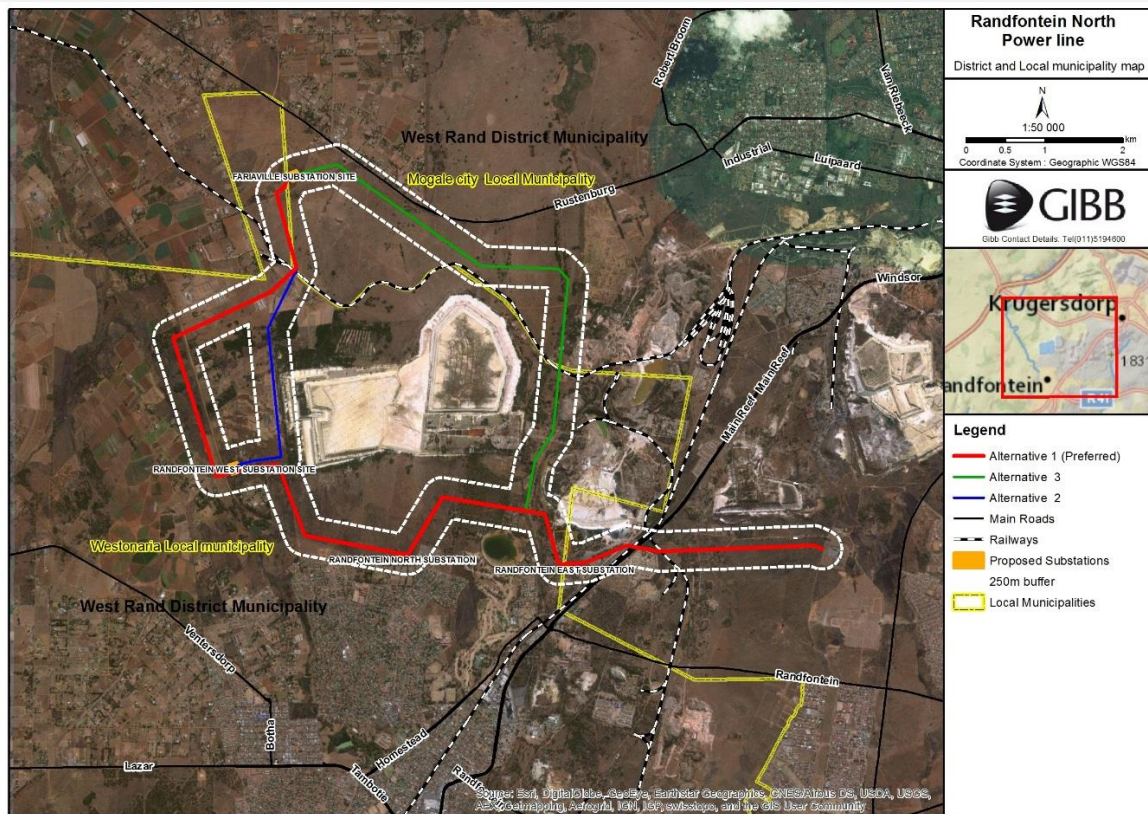 Randfontein North
Power line
District and Local municipality map
N
1:50 000
km
0 0.5 1 2
Coordinate System : Geographic WGS84
GIBB
Gibb Contact Details: Tel(011)5194600
Krugersdorp
andfontein
183
R41
Legend
Alternative 1 (Preferred)
Alternative 3
Alternative 2
Main Roads
Railways
Proposed Substations
250m buffer
Local Municipalities
Robert Broom
Van Riebeeck
West Rand District Municipality
Industrial
Luipaard
FARIAVILLE SUBSTATION SITE
Mogale city Local Municipality
Rustenburg
Windsor
Main Reef
Main Reef
RANDFONTEIN WEST SUBSTATION SITE
Westonaria Local municipality
RANDFONTEIN NORTH SUBSTATION
RANDFONTEIN EAST SUBSTATION
West Rand District Municipality
Ventersdorp
Randfontein
Botha
Homestead
Lazar
Tambotie
Randfontein
Source: Esri, DigitalGlobe, GeoEye, Earthstar Geographics, CNES/Airbus DS, USDA, USGS,
AEX, Getmapping, Aerogrid, IGN, IGP, swisstopo, and the GIS User Community